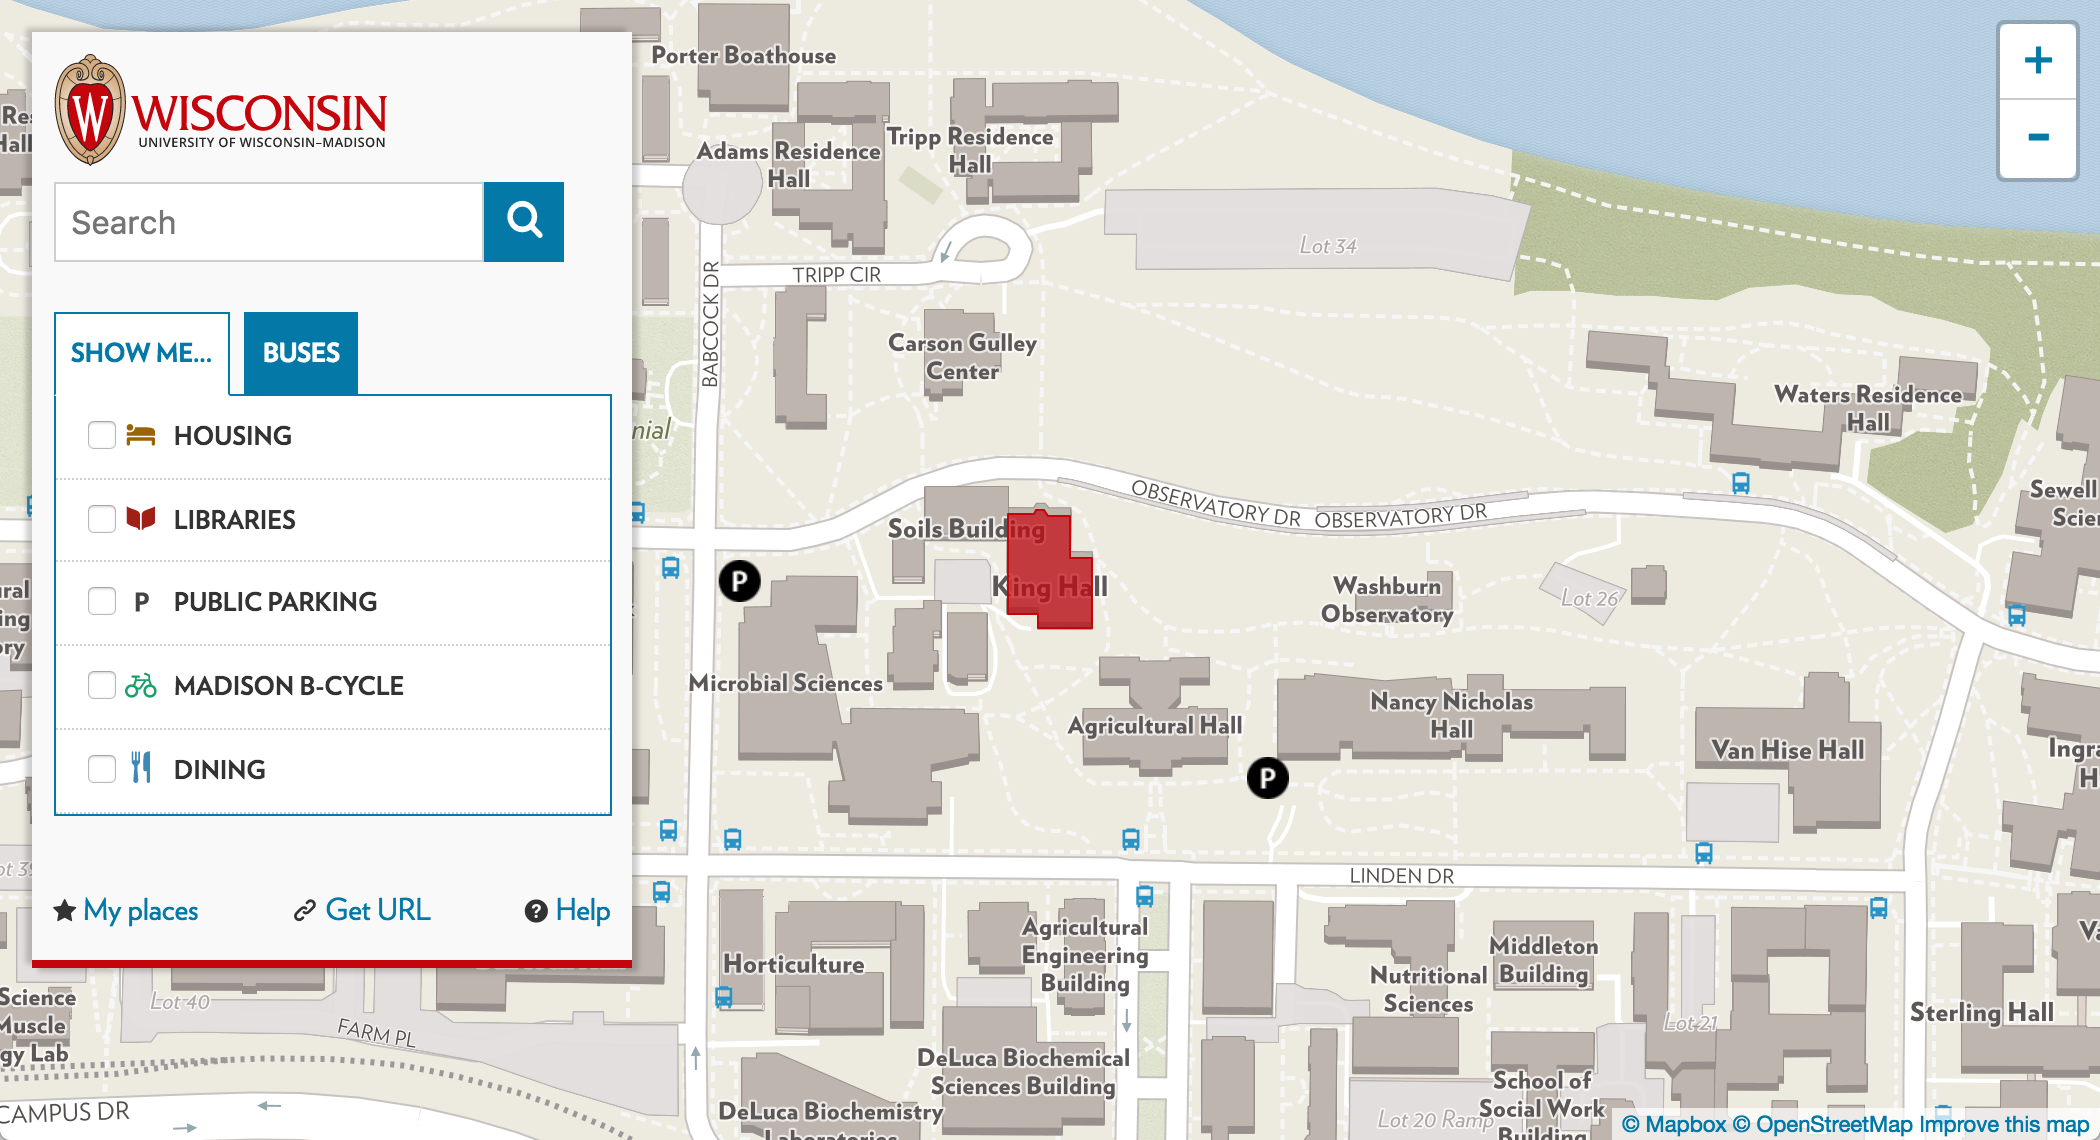 W
WISCONSIN
UNIVERSITY OF WISCONSIN–MADISON
Search
SHOW ME...
BUSES
HOUSING
LIBRARIES
P PUBLIC PARKING
MADISON B-CYCLE
DINING
My places
Get URL
? Help
+
-
Porter Boathouse
Adams Residence
Hall
Tripp Residence
Hall
Lot 34
TRIPP CIR
BABCOCK DR
Carson Gulley
Center
Waters Residence
Hall
nial
OBSERVATORY DR
OBSERVATORY DR
Sewell
Soils Building
King Hall
P
Washburn
Observatory
Lot 26
Microbial Sciences
Agricultural Hall
Nancy Nicholas
Hall
Van Hise Hall
P
LINDEN DR
Horticulture
Agricultural
Engineering
Building
Nutritional
Sciences
Middleton
Building
Lot 21
Sterling Hall
Lot 40
FARM PL
Science
Muscle
gy Lab
CAMPUS DR
DeLuca Biochemical
Sciences Building
DeLuca Biochemistry
Laboratories
Lot 20 Ramp
School of
Social Work
Building
© Mapbox © OpenStreetMap Improve this map